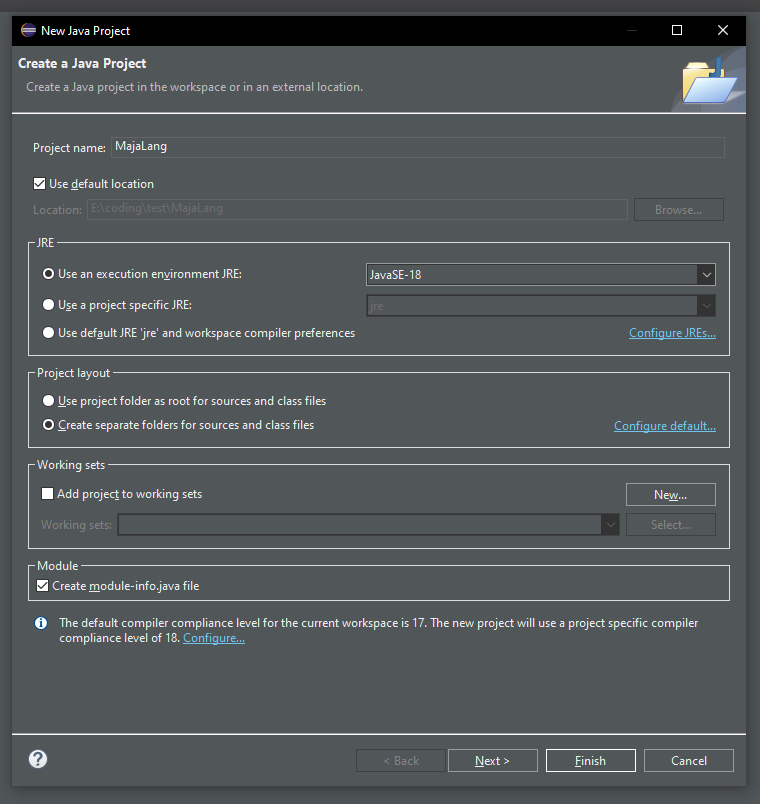 New Java Project
Create a Java Project
Create a Java project in the workspace or in an external location.
Project name: MajaLang
Use default location
Location: E:\coding\test\MajaLang Browse...
JRE
Use an execution environment JRE: JavaSE-18
Use a project specific JRE: jre
Use default JRE 'jre' and workspace compiler preferences Configure JREs...
Project layout
Use project folder as root for sources and class files
Create separate folders for sources and class files Configure default...
Working sets
Add project to working sets New...
Working sets: Select...
Module
Create module-info.java file
The default compiler compliance level for the current workspace is 17. The new project will use a project specific compiler
compliance level of 18. Configure...
? < Back Next > Finish Cancel